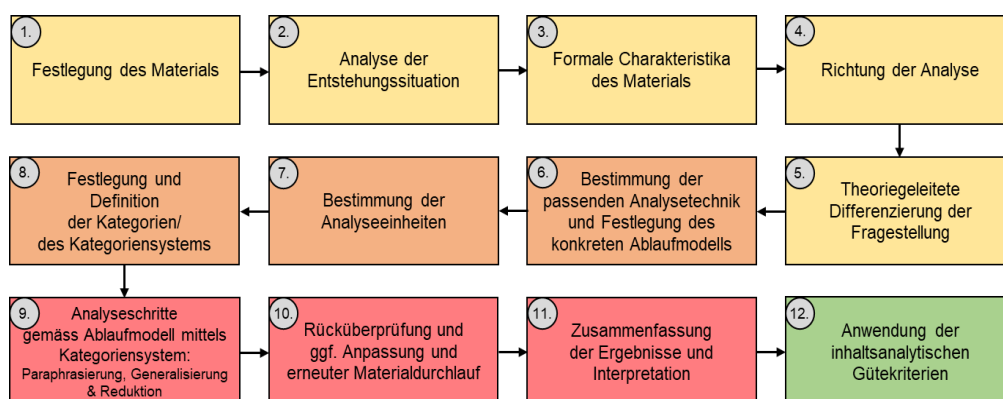 1.
Festlegung des Materials
2.
Analyse der
Entstehungssituation
3.
Formale Charakteristika
des Materials
4.
Richtung der Analyse
5.
Theoriegeleitete
Differenzierung der
Fragestellung
6.
Bestimmung der
passenden Analysetechnik
und Festlegung des
konkreten Ablaufmodells
7.
Bestimmung der
Analyseeinheiten
8.
Festlegung und
Definition
der Kategorien/
des Kategoriensystems
9.
Analyseschritte
gemäss Ablaufmodell mittels
Kategoriensystem:
Paraphrasierung, Generalisierung
& Reduktion
10.
Rücküberprüfung und
ggf. Anpassung und
erneuter Materialdurchlauf
11.
Zusammenfassung
der Ergebnisse und
Interpretation
12.
Anwendung der
inhaltsanalytischen
Gütekriterien